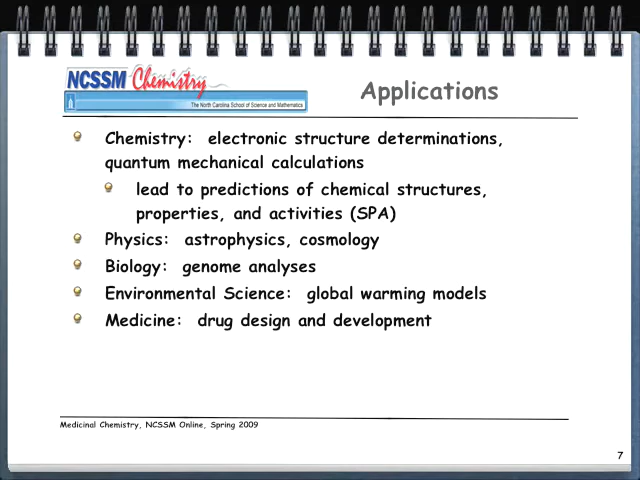 NCSSM Chemistry
The North Carolina School of Science and Mathematics
Applications
Chemistry: electronic structure determinations,
quantum mechanical calculations
lead to predictions of chemical structures,
properties, and activities (SPA)
Physics: astrophysics, cosmology
Biology: genome analyses
Environmental Science: global warming models
Medicine: drug design and development
Medicinal Chemistry, NCSSM Online, Spring 2009
7